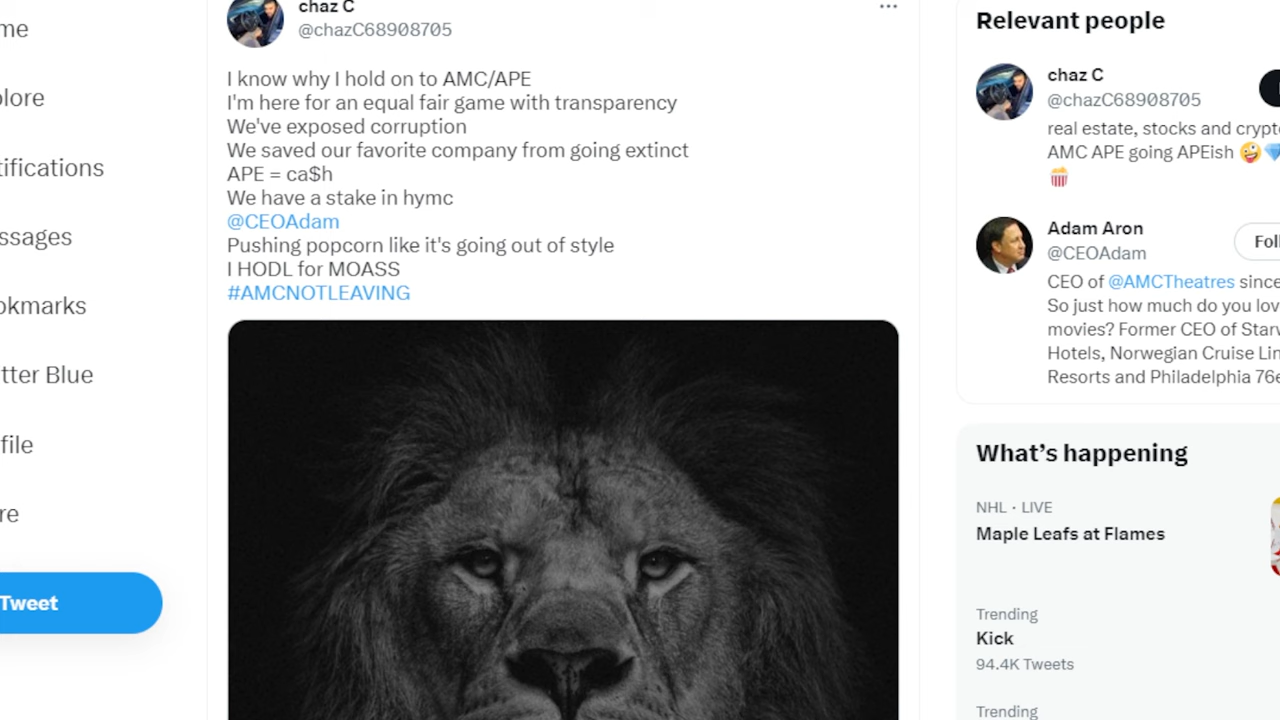 me
lore
tifications
ssages
okmarks
tter Blue
file
re
Tweet
chaz C
@chazC68908705
I know why I hold on to AMC/APE
I'm here for an equal fair game with transparency
We've exposed corruption
We saved our favorite company from going extinct
APE = ca$h
We have a stake in hymc
@CEOAdam
Pushing popcorn like it's going out of style
I HODL for MOASS
#AMCNOTLEAVING
Relevant people
chaz C
@chazC68908705
real estate, stocks and crypt
AMC APE going APEish 🤪💎
🍿
Adam Aron
@CEOAdam
Foll
CEO of @AMCTheatres since
So just how much do you lov
movies? Former CEO of Starw
Hotels, Norwegian Cruise Lin
Resorts and Philadelphia 76e
What's happening
NHL · LIVE
Maple Leafs at Flames
Trending
Kick
94.4K Tweets
Trending